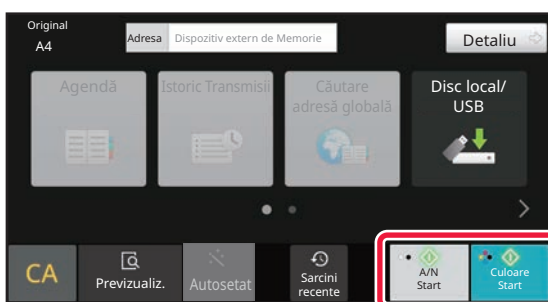 Original
A4
Adresa
Dispozitiv extern de Memorie
Detaliu
Agendă
Istoric Transmisii
Căutare
adresă globală
Disc local/
USB
CA
Previzualiz.
Autosetat
Sarcini
recente
A/N
Start
Culoare
Start